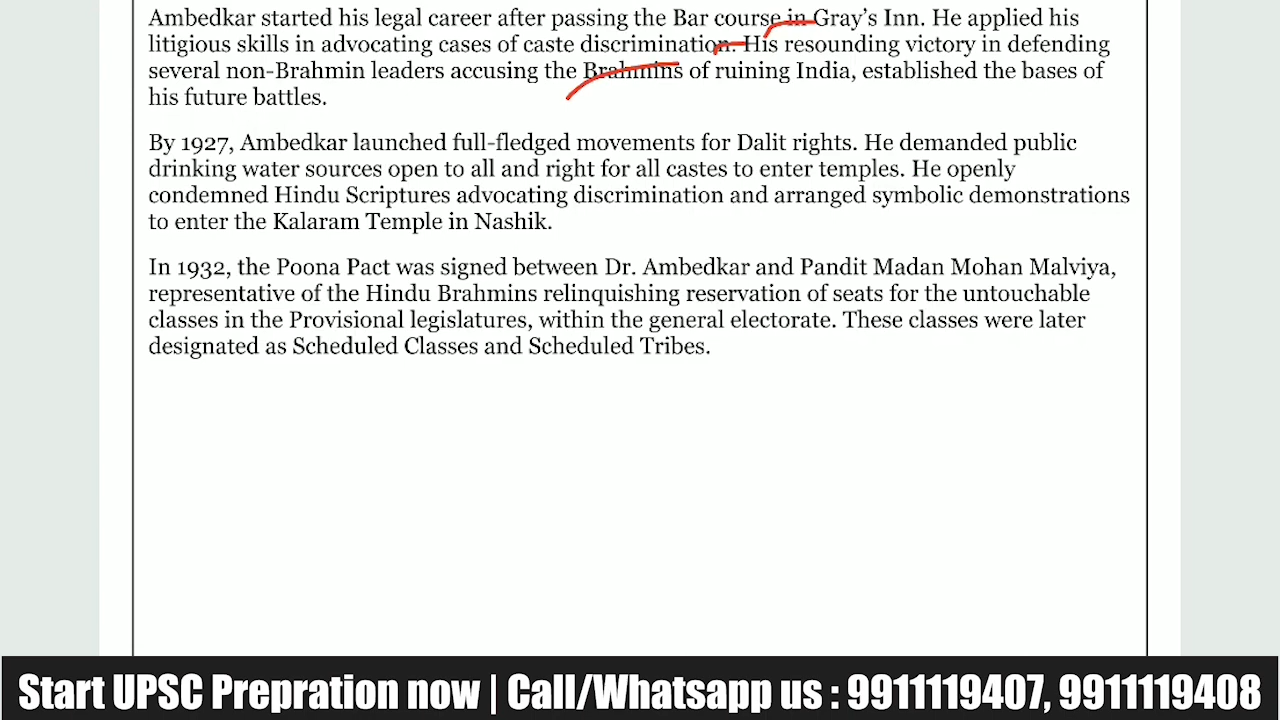 Ambedkar started his legal career after passing the Bar course in Gray's Inn. He applied his
litigious skills in advocating cases of caste discrimination. His resounding victory in defending
several non-Brahmin leaders accusing the Brahmins of ruining India, established the bases of
his future battles.
By 1927, Ambedkar launched full-fledged movements for Dalit rights. He demanded public
drinking water sources open to all and right for all castes to enter temples. He openly
condemned Hindu Scriptures advocating discrimination and arranged symbolic demonstrations
to enter the Kalaram Temple in Nashik.
In 1932, the Poona Pact was signed between Dr. Ambedkar and Pandit Madan Mohan Malviya,
representative of the Hindu Brahmins relinquishing reservation of seats for the untouchable
classes in the Provisional legislatures, within the general electorate. These classes were later
designated as Scheduled Classes and Scheduled Tribes.
Start UPSC Prepration now | Call/Whatsapp us : 9911119407, 9911119408